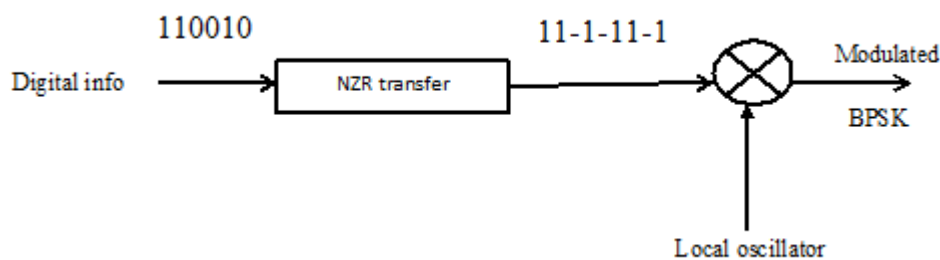 110010
11-1-11-1
Digital info
NZR transfer
Modulated
BPSK
Local oscillator